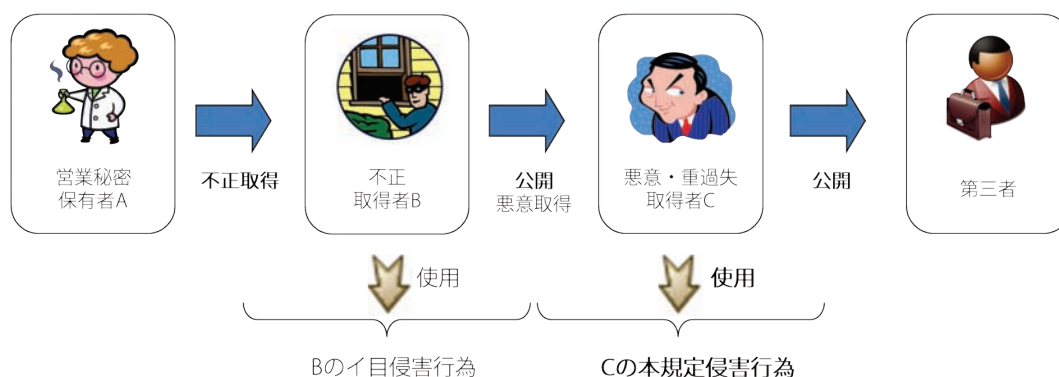 営業秘密
保有者A
不正取得
不正
取得者B
公開
悪意取得
悪意・重過失
取得者C
公開
第三者
使用
使用
Bのイ目侵害行為
Cの本規定侵害行為